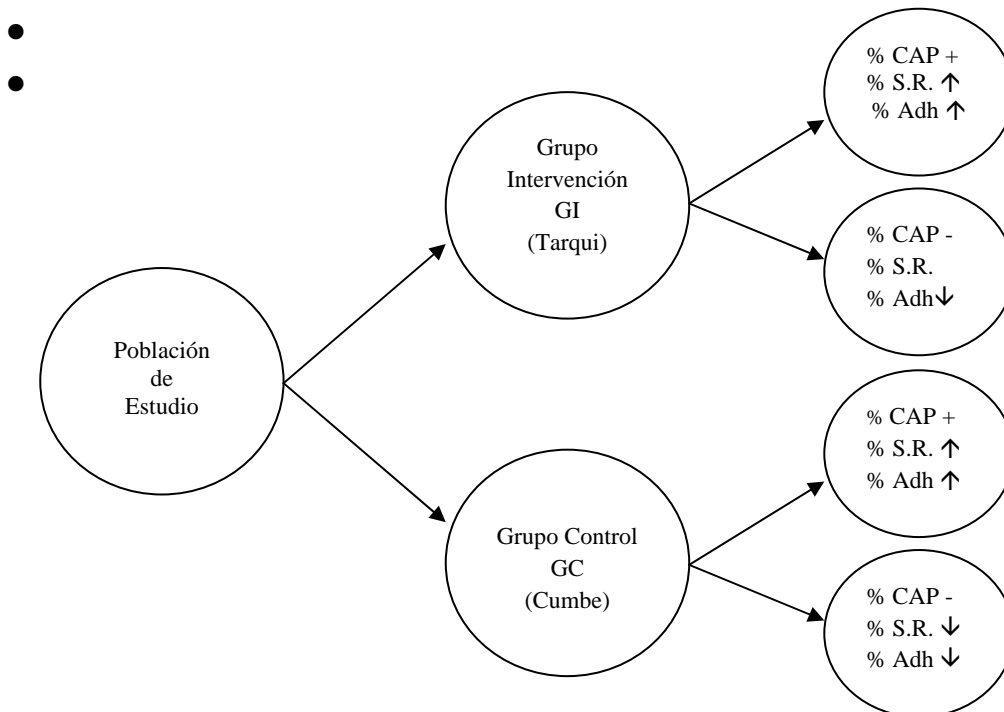 % CAP +
% S.R. ↑
% Adh ↑
Grupo
Intervención
GI
(Tarqui)
% CAP -
% S.R.
% Adh↓
Población
de
Estudio
% CAP +
% S.R. ↑
% Adh ↑
Grupo Control
GC
(Cumbe)
% CAP -
% S.R. ↓
% Adh ↓